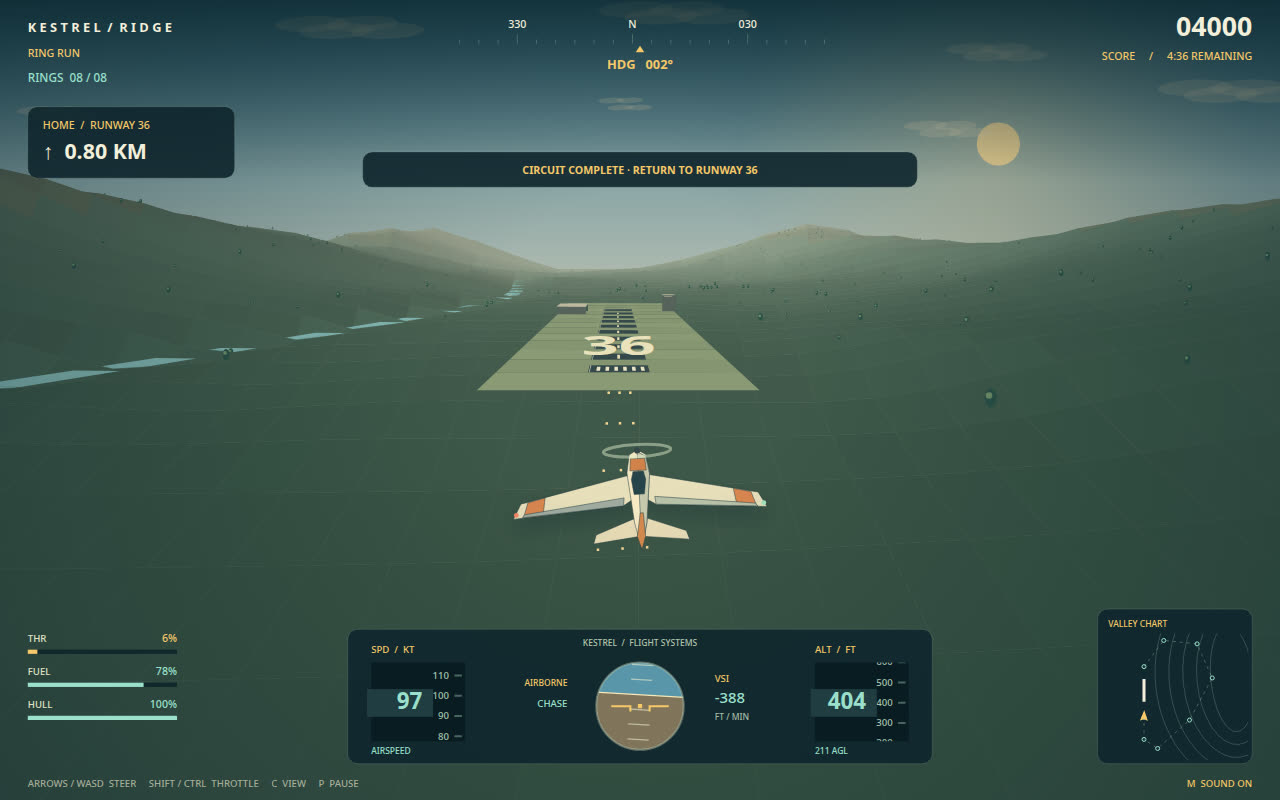 KESTREL / RIDGE
RING RUN
RINGS 08 / 08
HOME / RUNWAY 36
↑ 0.80 KM
330 N 030
HDG 002°
04000
SCORE / 4:36 REMAINING
CIRCUIT COMPLETE · RETURN TO RUNWAY 36
36
THR 6%
FUEL 78%
HULL 100%
KESTREL / FLIGHT SYSTEMS
SPD / KT
110
100
97
90
80
AIRSPEED
AIRBORNE
CHASE
VSI
-388
FT / MIN
ALT / FT
600
500
400
404
300
200
211 AGL
VALLEY CHART
ARROWS / WASD STEER SHIFT / CTRL THROTTLE C VIEW P PAUSE
M SOUND ON